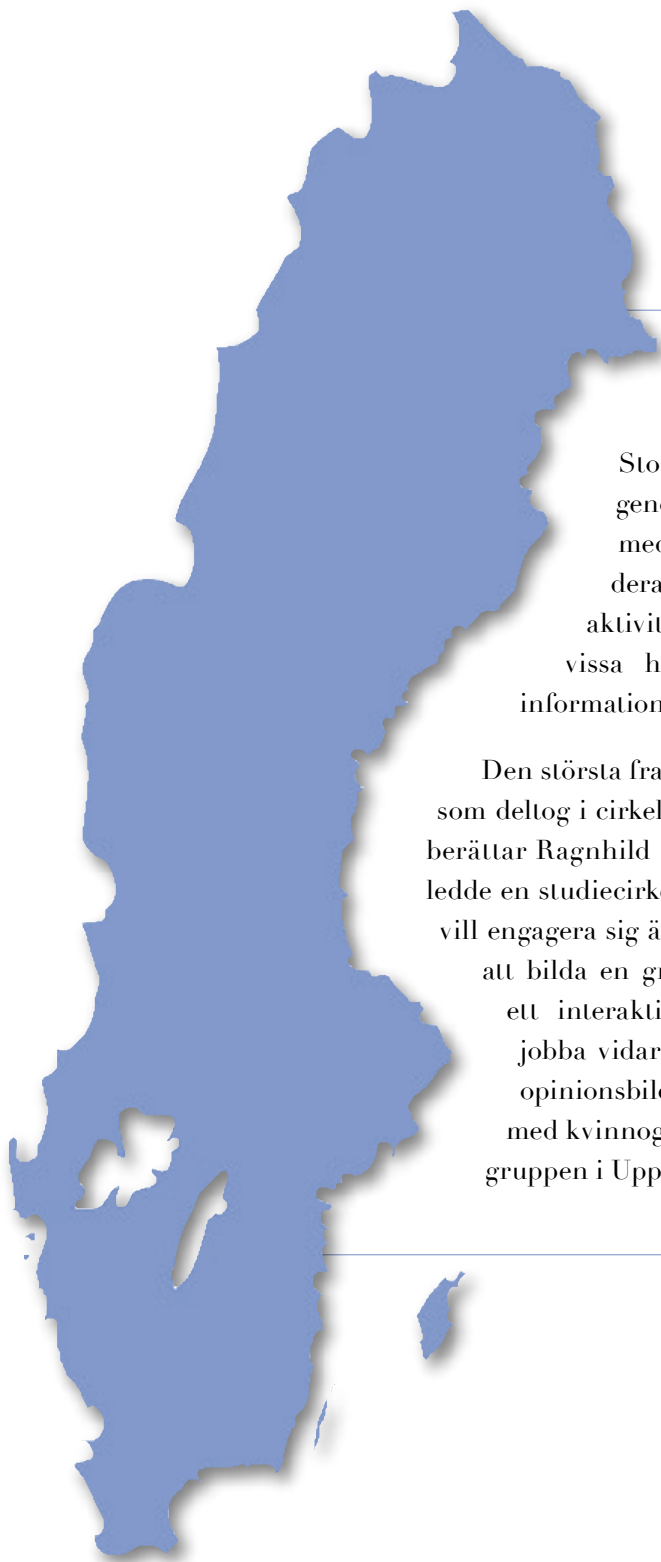 Sto
gen
med
dera
aktivit
vissa h
information
Den största fra
som deltog i cirkel
berättar Ragnhild
ledde en studiecirk
vill engagera sig ä
att bilda en gr
ett interakti
jobba vidar
opinionsbild
med kvinnog
gruppen i Upp